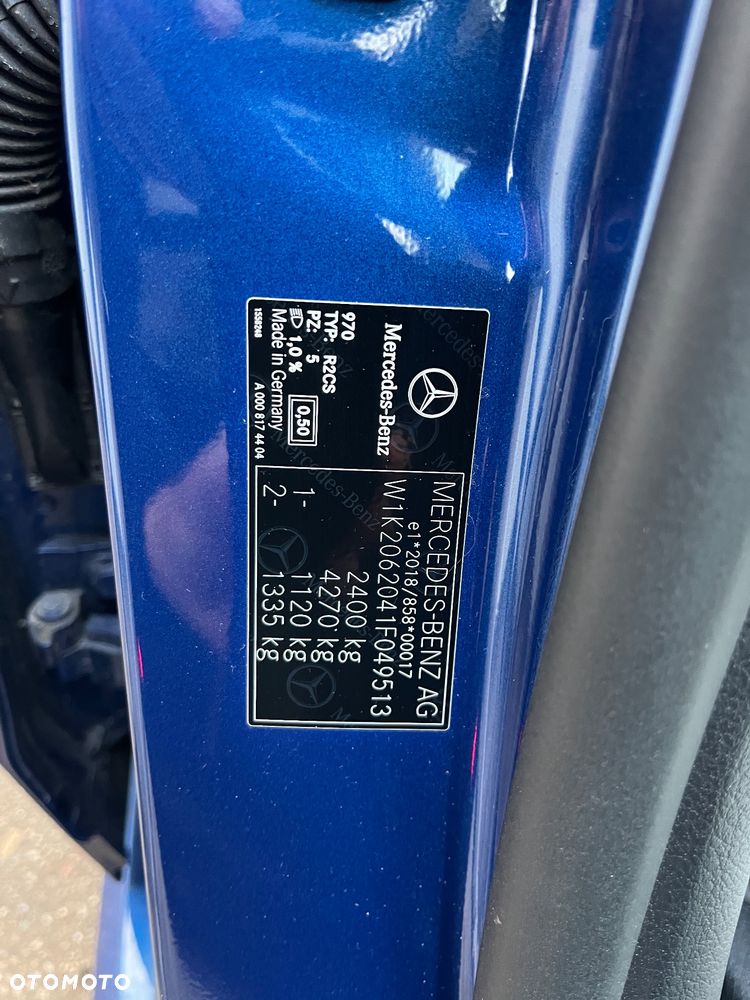 Mercedes-Benz
970
TYP: R2CS
PZ: 5
1,0 % 0,50
Made in Germany
1558248 A 000 817 44 04
MERCEDES-BENZ AG
e1*2018/858*00017
W1K2062041F049513
2400 kg
4270 kg
1- 1120 kg
2- 1335 kg
OTOMOTO